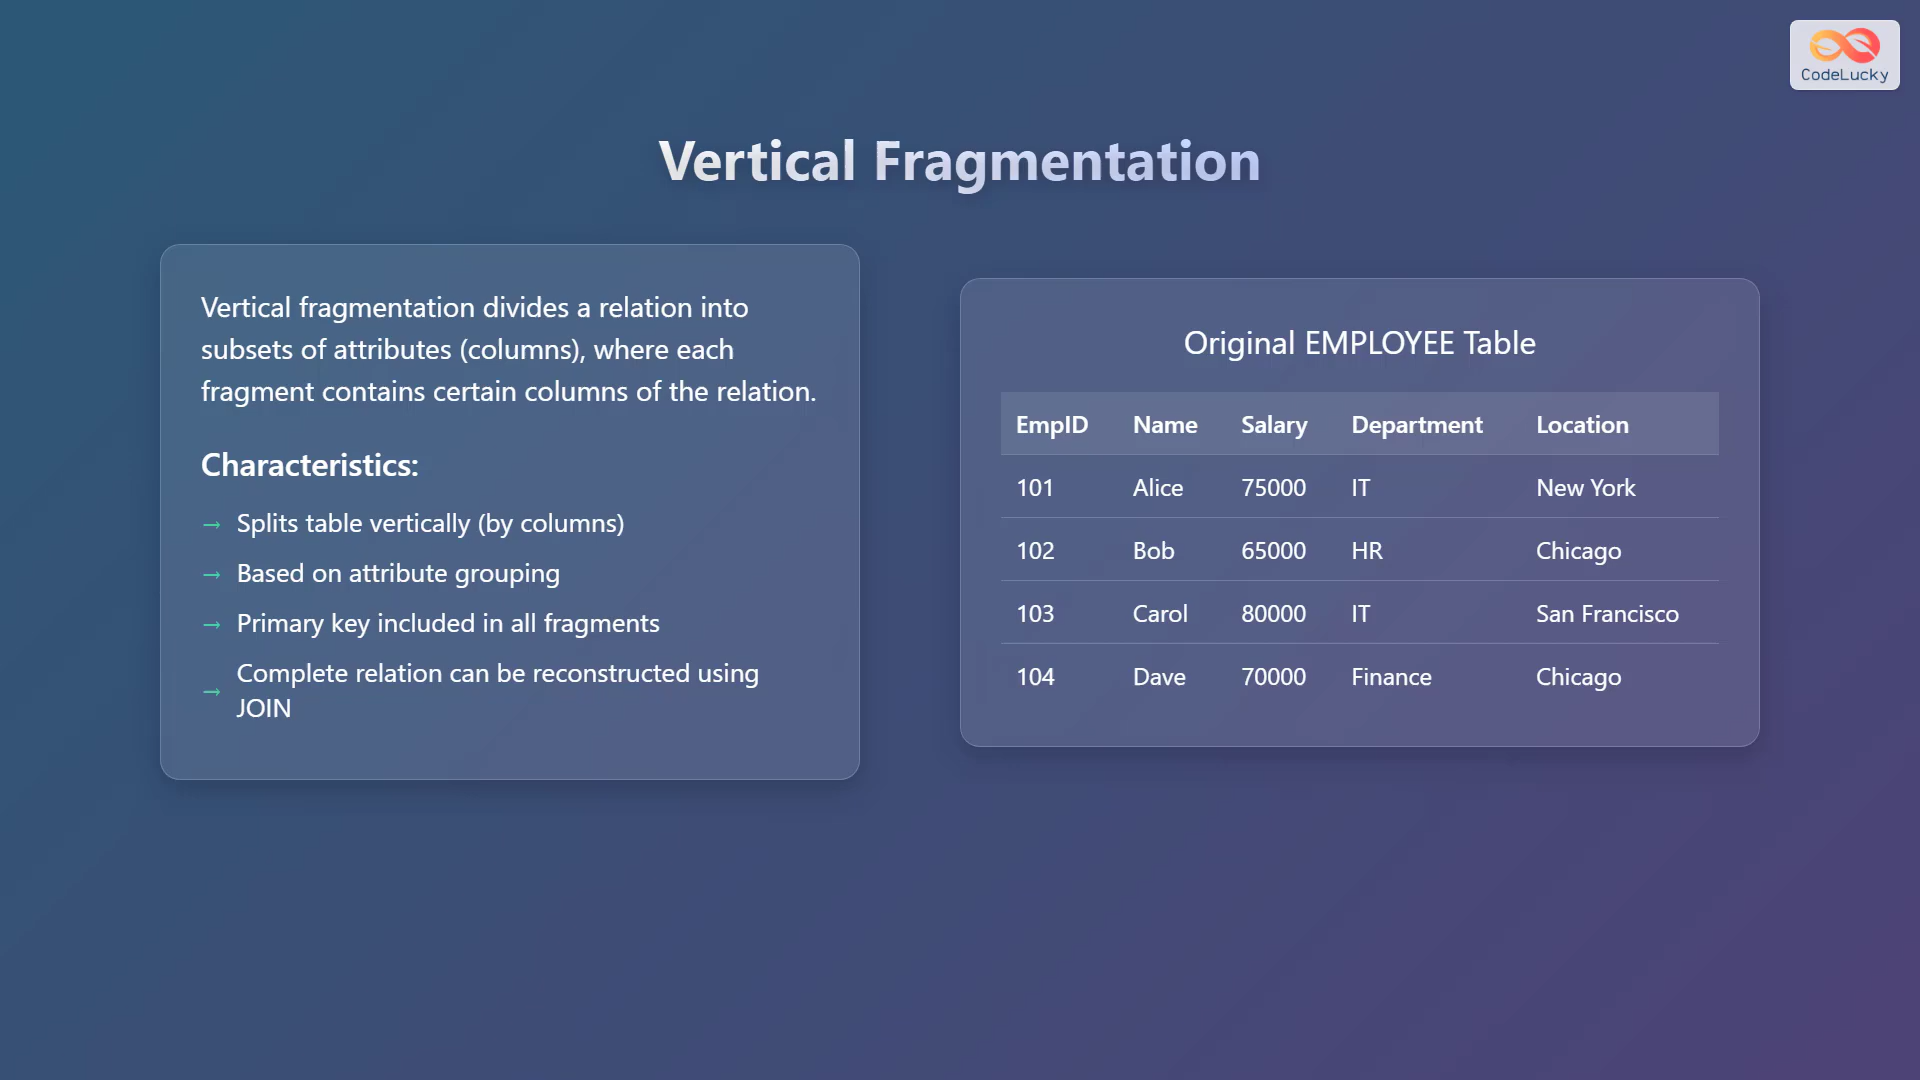 CodeLucky
Vertical Fragmentation
Vertical fragmentation divides a relation into
subsets of attributes (columns), where each
fragment contains certain columns of the relation.
Characteristics:
→ Splits table vertically (by columns)
→ Based on attribute grouping
→ Primary key included in all fragments
→ Complete relation can be reconstructed using
JOIN
Original EMPLOYEE Table
EmpID Name Salary Department Location
101 Alice 75000 IT New York
102 Bob 65000 HR Chicago
103 Carol 80000 IT San Francisco
104 Dave 70000 Finance Chicago